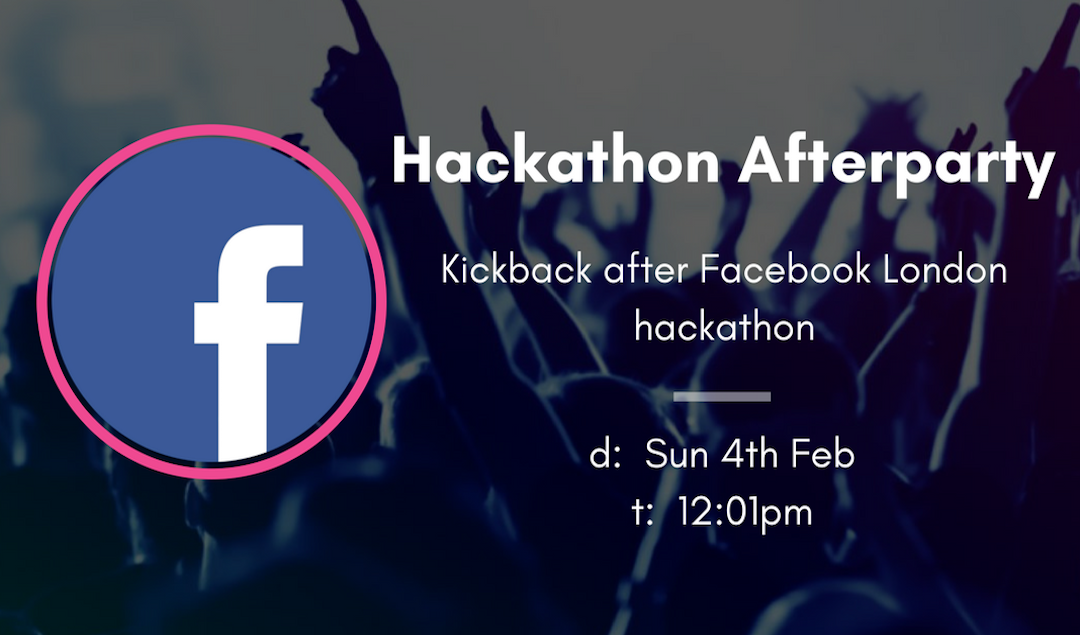 f
Hackathon Afterparty
Kickback after Facebook London
hackathon
d: Sun 4th Feb
t: 12:01pm